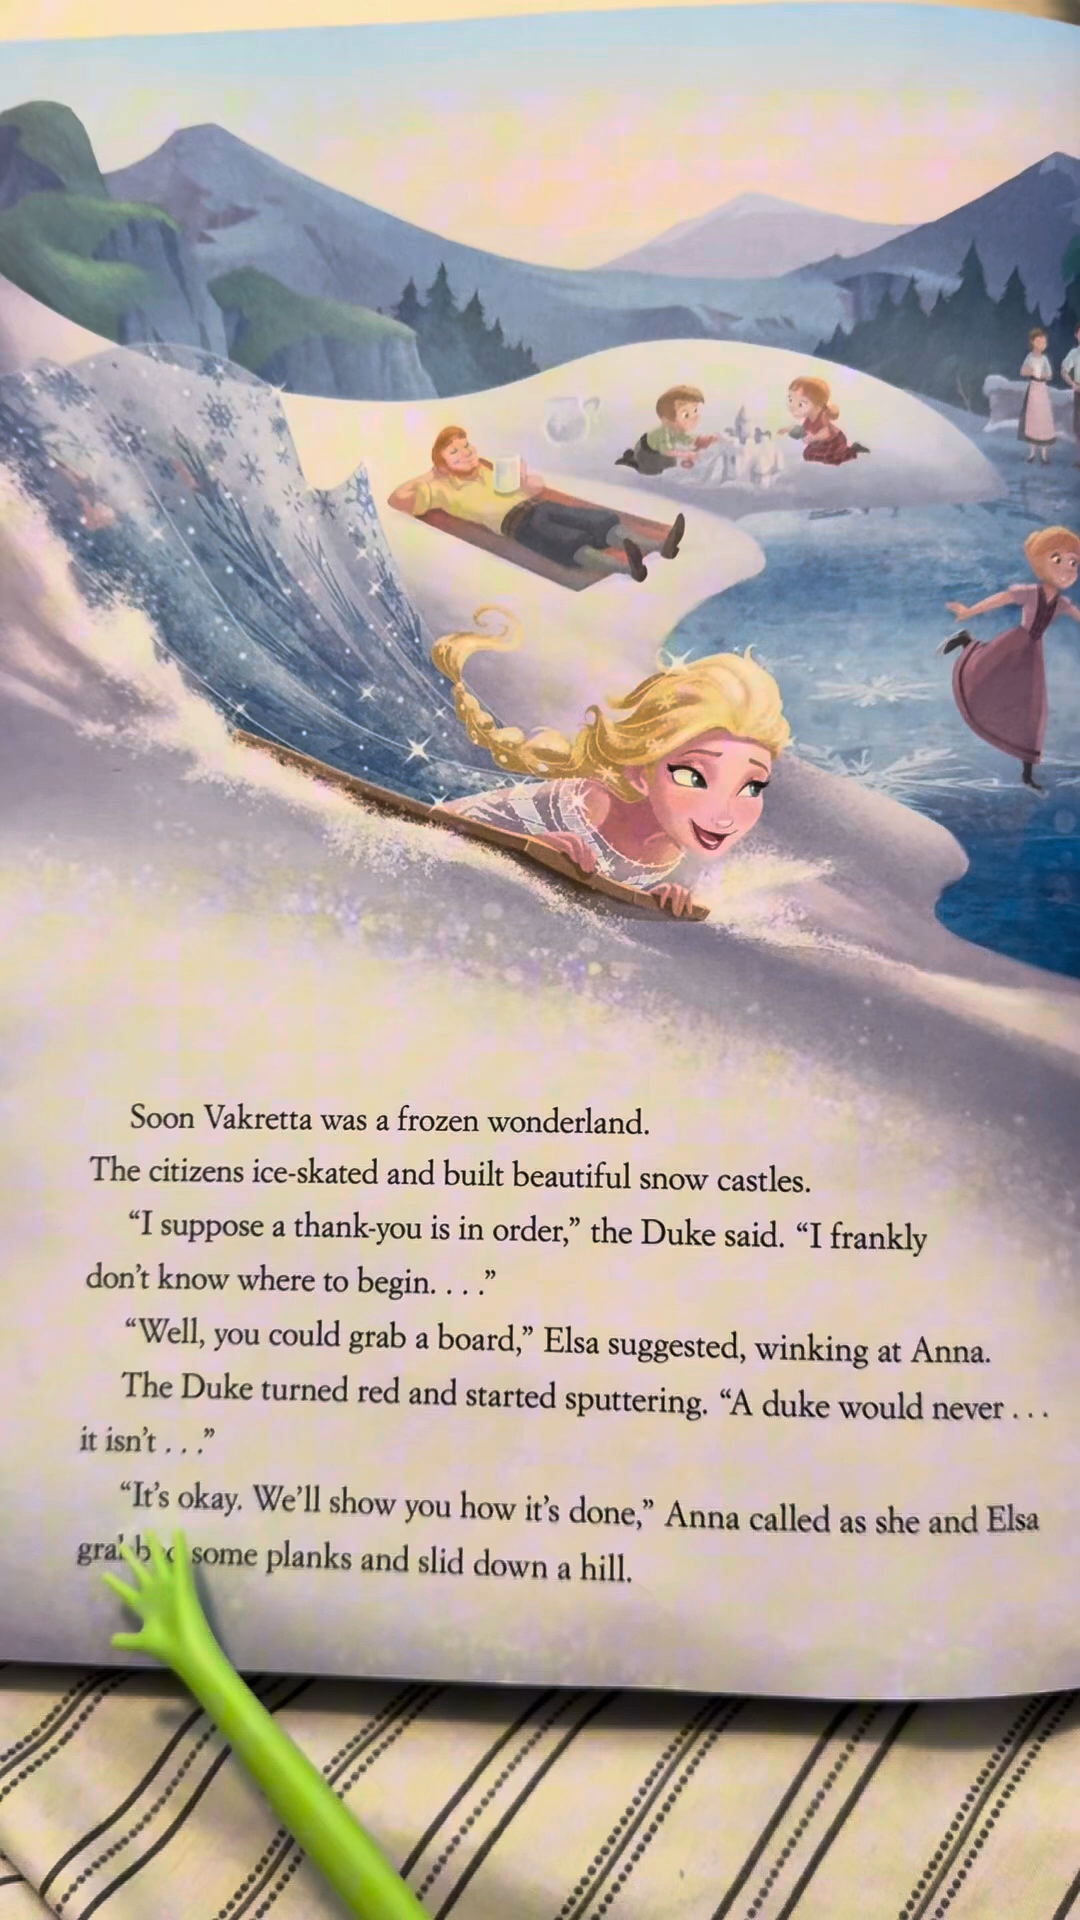 Soon Vakretta was a frozen wonderland.
The citizens ice-skated and built beautiful snow castles.
“I suppose a thank-you is in order,” the Duke said. “I frankly
don’t know where to begin. . . .”
“Well, you could grab a board,” Elsa suggested, winking at Anna.
The Duke turned red and started sputtering. “A duke would never . . .
it isn’t . . .”
“It’s okay. We’ll show you how it’s done,” Anna called as she and Elsa
some planks and slid down a hill.